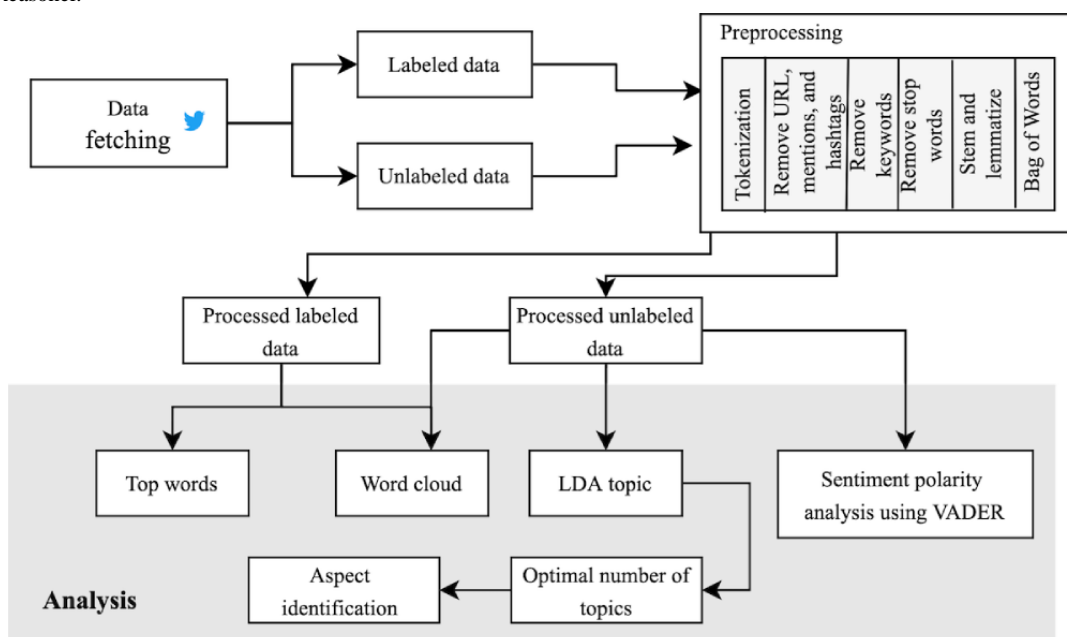 reasoner.
Data
fetching
Labeled data
Unlabeled data
Preprocessing
Tokenization
Remove URL,
mentions, and
hashtags
Remove
keywords
Remove stop
words
Stem and
lemmatize
Bag of Words
Processed labeled
data
Processed unlabeled
data
Top words
Word cloud
LDA topic
Sentiment polarity
analysis using VADER
Aspect
identification
Optimal number of
topics
Analysis